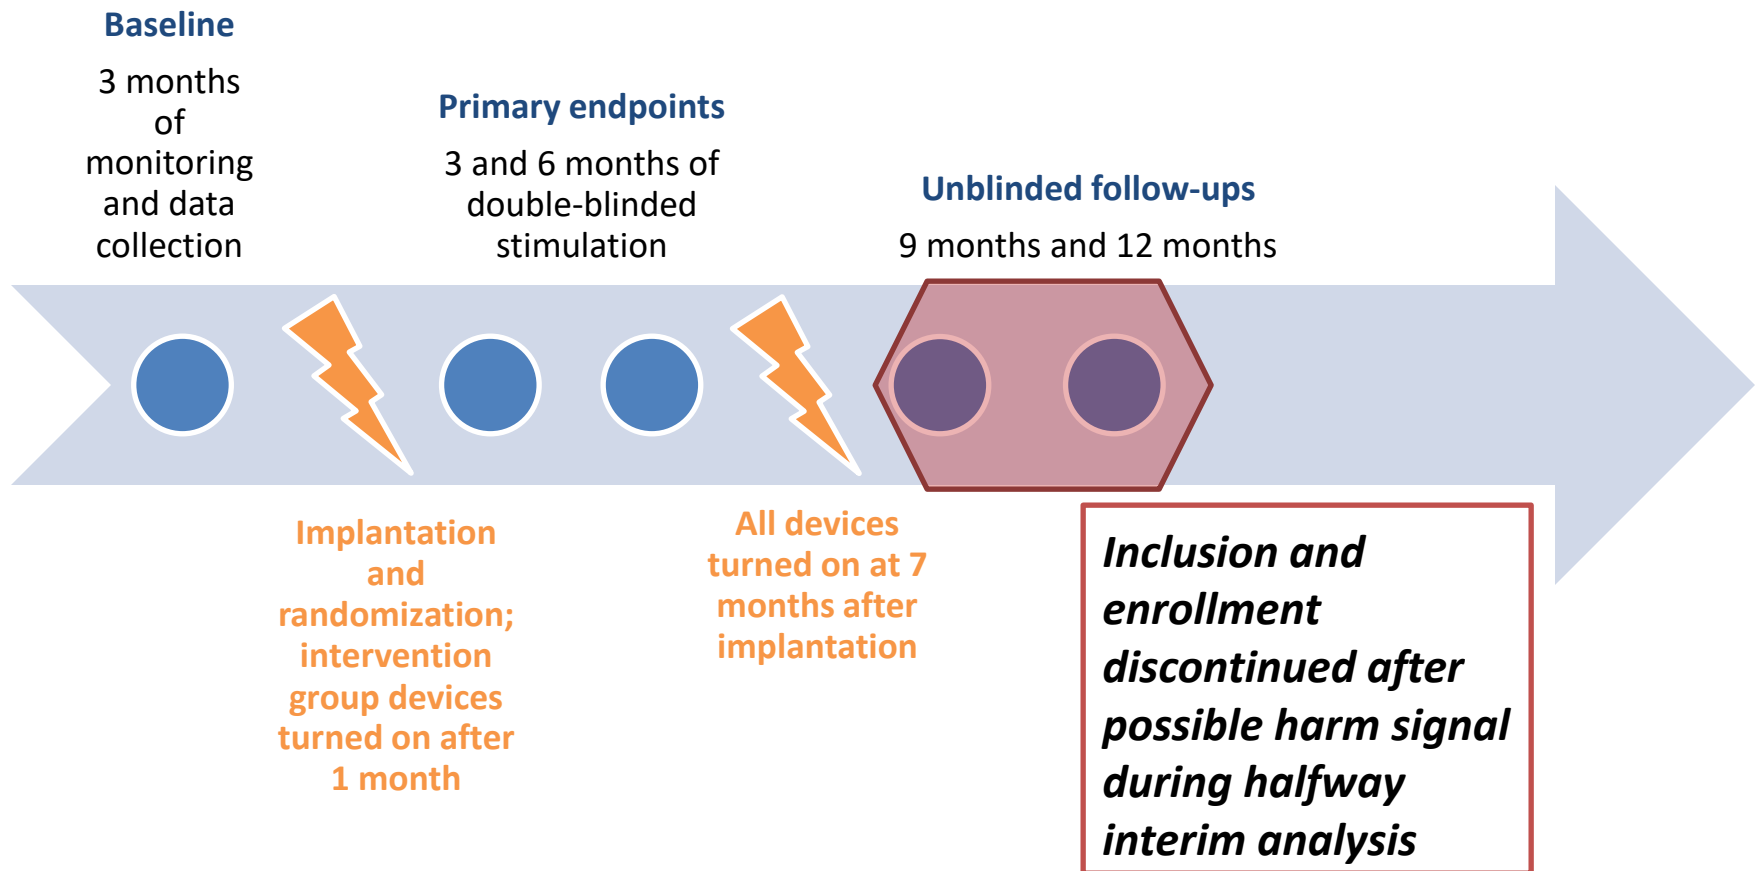 Baseline
3 months
of
monitoring
and data
collection
Primary endpoints
3 and 6 months of
double-blinded
stimulation
Unblinded follow-ups
9 months and 12 months
Implantation
and
randomization;
intervention
group devices
turned on after
1 month
All devices
turned on at 7
months after
implantation
Inclusion and
enrollment
discontinued after
possible harm signal
during halfway
interim analysis